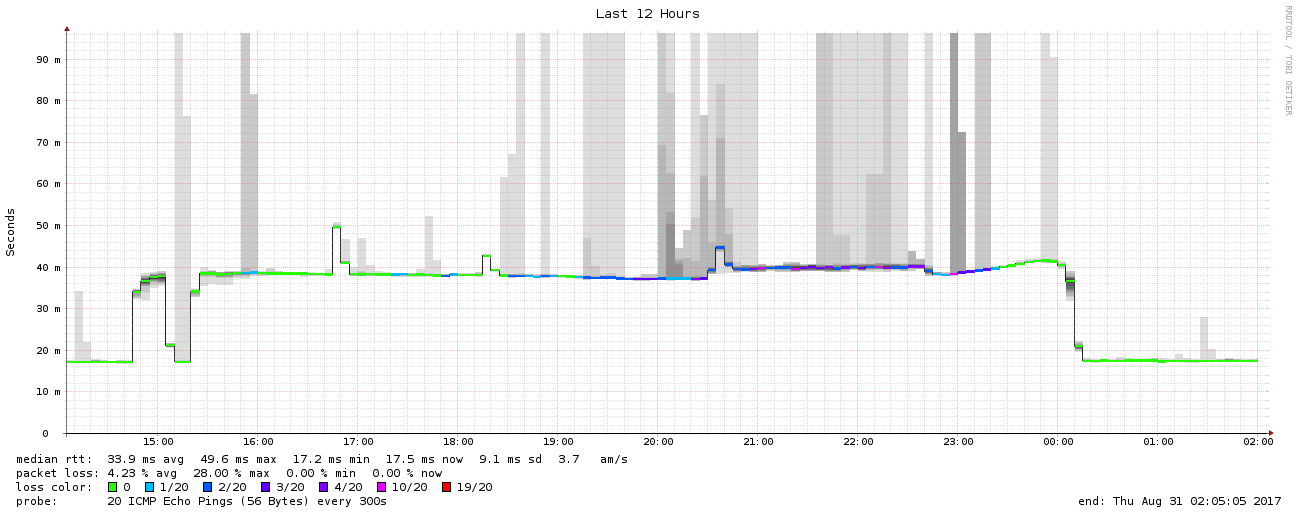 Last 12 Hours
RRDTOOL / TOBI OETIKER
Seconds
90 m
80 m
70 m
60 m
50 m
40 m
30 m
20 m
10 m
0
15:00 16:00 17:00 18:00 19:00 20:00 21:00 22:00 23:00 00:00 01:00 02:00
median rtt: 33.9 ms avg 49.6 ms max 17.2 ms min 17.5 ms now 9.1 ms sd 3.7 am/s
packet loss: 4.23 % avg 28.00 % max 0.00 % min 0.00 % now
loss color: 0 1/20 2/20 3/20 4/20 10/20 19/20
probe: 20 ICMP Echo Pings (56 Bytes) every 300s end: Thu Aug 31 02:05:05 2017